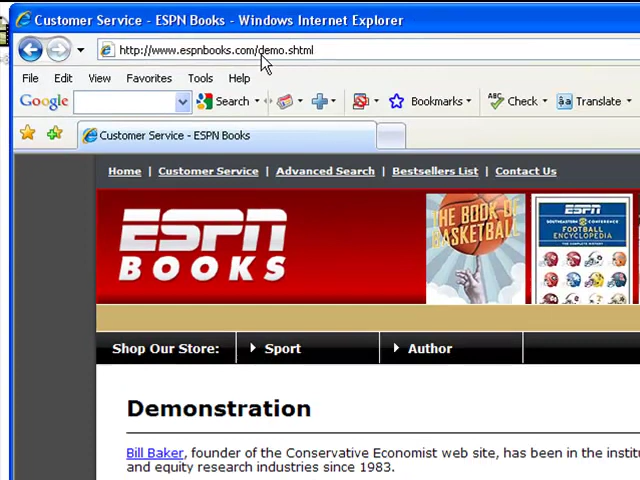 Customer Service - ESPN Books - Windows Internet Explorer
http://www.espnbooks.com/demo.shtml
File Edit View Favorites Tools Help
Google Search Bookmarks ABC Check aあ Translate
Customer Service - ESPN Books
Home | Customer Service | Advanced Search | Bestsellers List | Contact Us
ESPN
BOOKS
THE BOOK OF
BASKETBALL
ESPN
SOUTHEASTERN CONFERENCE
FOOTBALL
ENCYCLOPEDIA
Shop Our Store: Sport Author
Demonstration
Bill Baker, founder of the Conservative Economist web site, has been in the
and equity research industries since 1983.